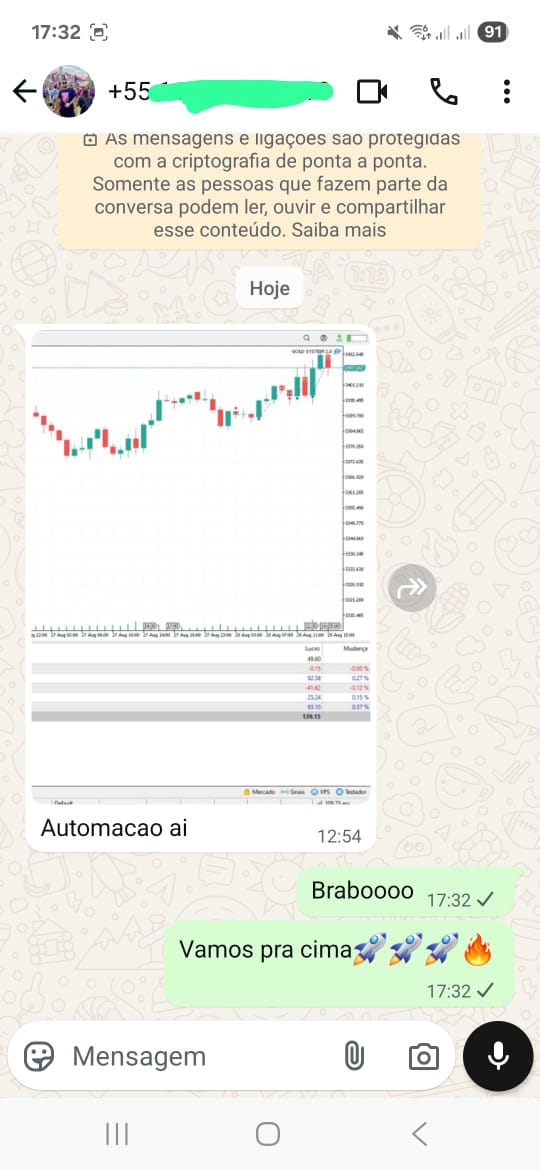 17:32
91
+55
As mensagens e ligações são protegidas
com a criptografia de ponta a ponta.
Somente as pessoas que fazem parte da
conversa podem ler, ouvir e compartilhar
esse conteúdo. Saiba mais
Hoje
GOLD SYSTEM 2.0
Lucro Mudança
49.80
-0.15 -0.00 %
92.38 0.27 %
-41.82 -0.12 %
25.24 0.15 %
63.10 0.37 %
139.15
Mercado Sinais VPS Testador
Default
Automacao ai
12:54
Braboooo
17:32
Vamos pra cima🚀🚀🚀🔥
17:32
Mensagem